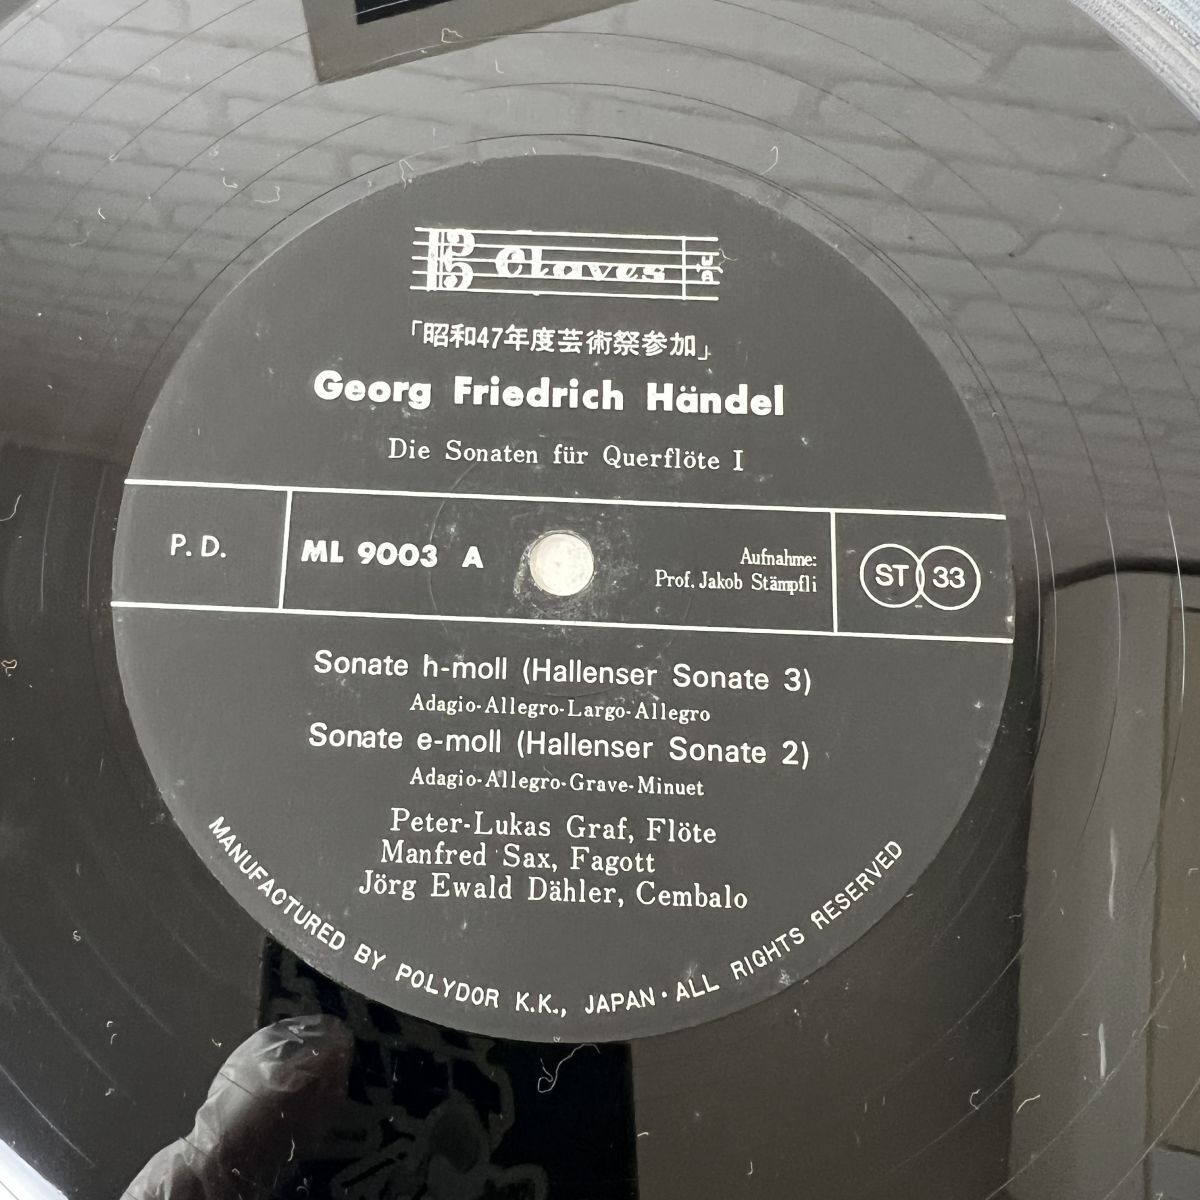 Claves
「昭和47年度芸術祭参加」
Georg Friedrich Händel
Die Sonaten für Querflöte I
P. D.
ML 9003 A
Aufnahme:
Prof. Jakob Stämpfli
ST 33
Sonate h-moll (Hallenser Sonate 3)
Adagio-Allegro-Largo-Allegro
Sonate e-moll (Hallenser Sonate 2)
Adagio-Allegro-Grave-Minuet
Peter-Lukas Graf, Flöte
Manfred Sax, Fagott
Jörg Ewald Dähler, Cembalo
MANUFACTURED BY POLYDOR K.K., JAPAN · ALL RIGHTS RESERVED